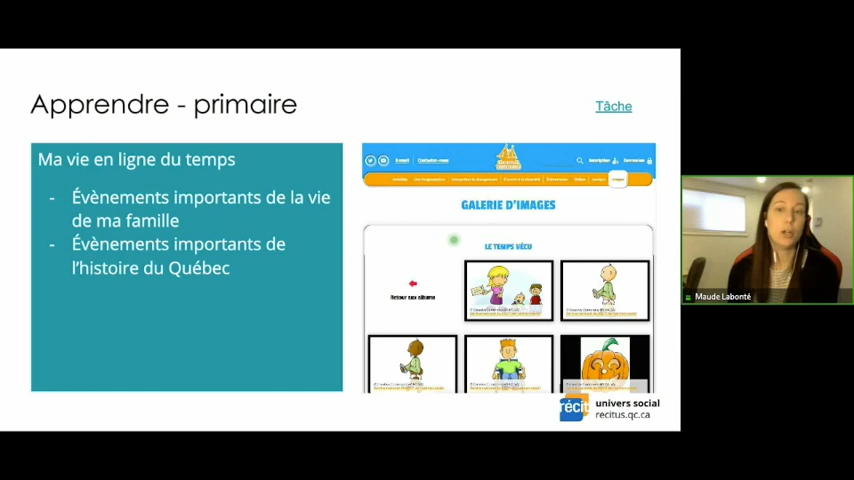 Apprendre - primaire
Tâche
Ma vie en ligne du temps
- Évènements importants de la vie
de ma famille
- Évènements importants de
l'histoire du Québec
GALERIE D'IMAGES
LE TEMPS VÉCU
Retour aux albums
récit
univers social
recitus.qc.ca
Maude Labonté